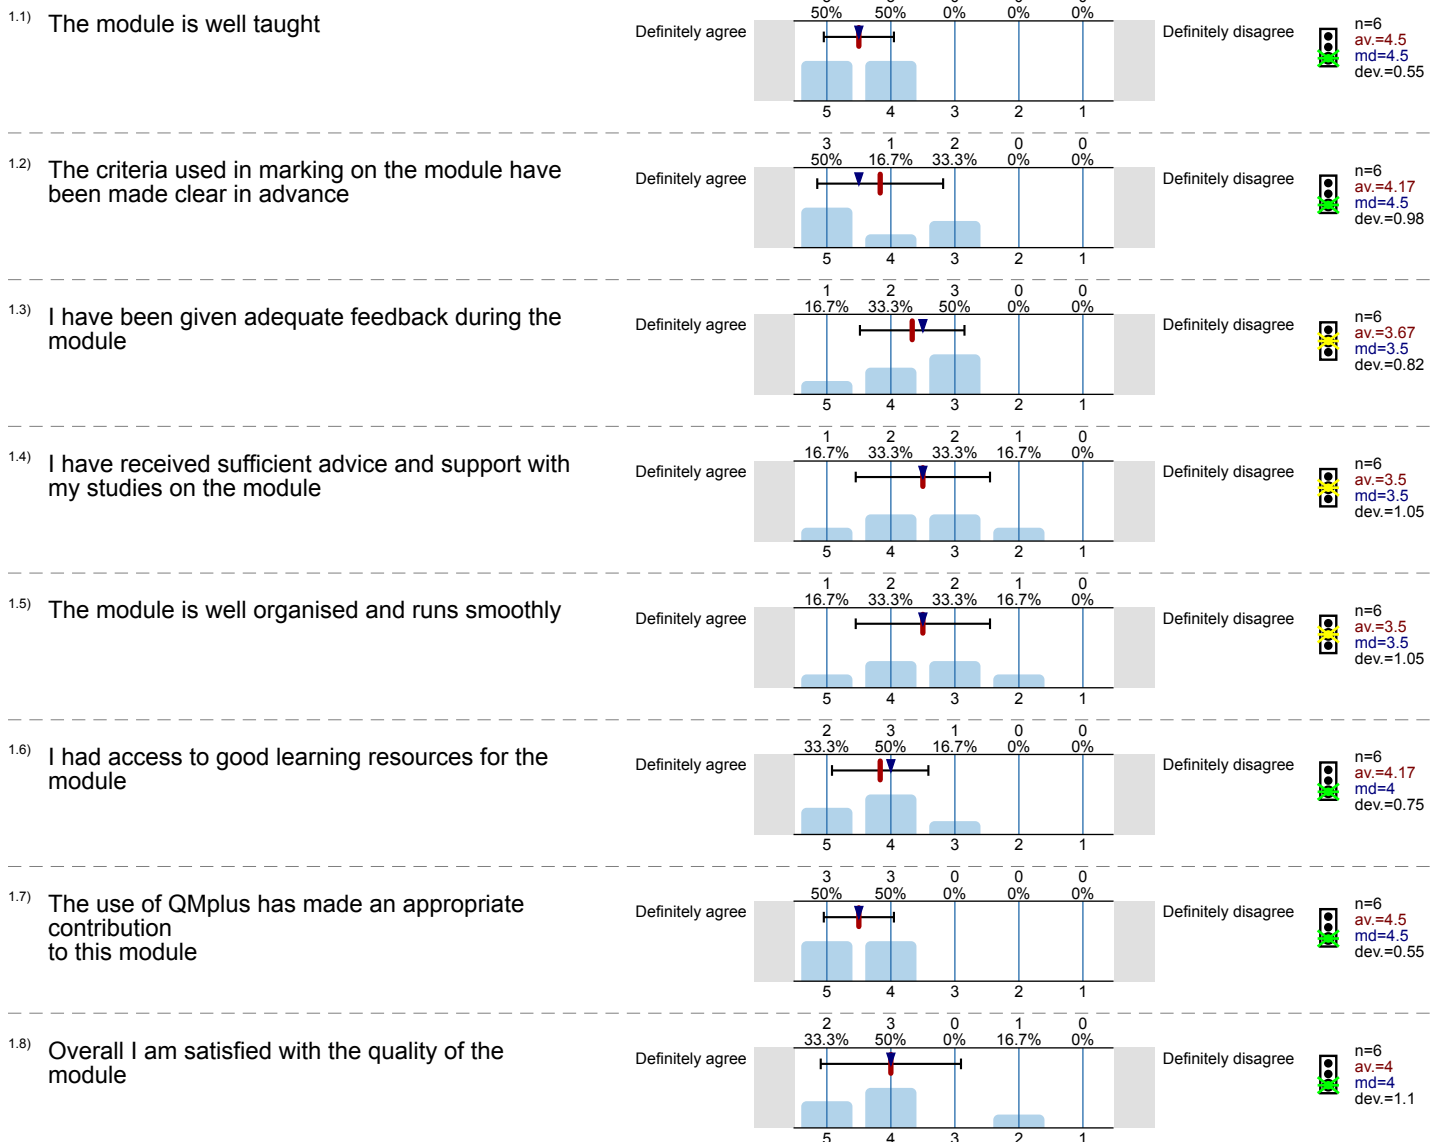 50% 50% 0% 0% 0%
1.1) The module is well taught
Definitely agree
Definitely disagree
n=6
av.=4.5
md=4.5
dev.=0.55
5 4 3 2 1
3 1 2 0 0
50% 16.7% 33.3% 0% 0%
1.2) The criteria used in marking on the module have
been made clear in advance
Definitely agree
Definitely disagree
n=6
av.=4.17
md=4.5
dev.=0.98
5 4 3 2 1
1 2 3 0 0
16.7% 33.3% 50% 0% 0%
1.3) I have been given adequate feedback during the
module
Definitely agree
Definitely disagree
n=6
av.=3.67
md=3.5
dev.=0.82
5 4 3 2 1
1 2 2 1 0
16.7% 33.3% 33.3% 16.7% 0%
1.4) I have received sufficient advice and support with
my studies on the module
Definitely agree
Definitely disagree
n=6
av.=3.5
md=3.5
dev.=1.05
5 4 3 2 1
1 2 2 1 0
16.7% 33.3% 33.3% 16.7% 0%
1.5) The module is well organised and runs smoothly
Definitely agree
Definitely disagree
n=6
av.=3.5
md=3.5
dev.=1.05
5 4 3 2 1
2 3 1 0 0
33.3% 50% 16.7% 0% 0%
1.6) I had access to good learning resources for the
module
Definitely agree
Definitely disagree
n=6
av.=4.17
md=4
dev.=0.75
5 4 3 2 1
3 3 0 0 0
50% 50% 0% 0% 0%
1.7) The use of QMplus has made an appropriate
contribution
to this module
Definitely agree
Definitely disagree
n=6
av.=4.5
md=4.5
dev.=0.55
5 4 3 2 1
2 3 0 1 0
33.3% 50% 0% 16.7% 0%
1.8) Overall I am satisfied with the quality of the
module
Definitely agree
Definitely disagree
n=6
av.=4
md=4
dev.=1.1
5 4 3 2 1